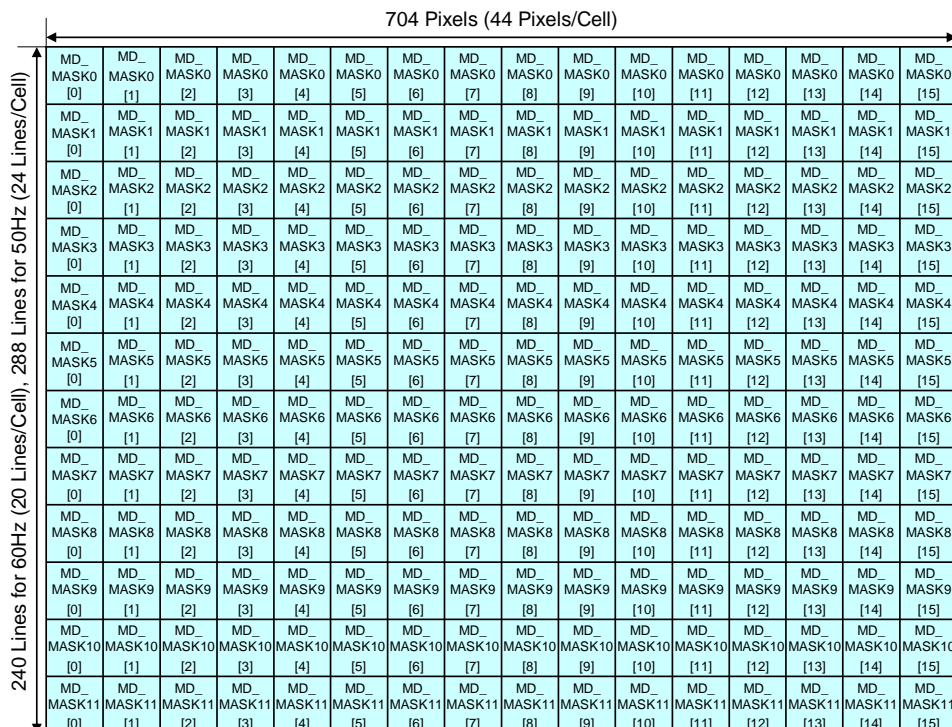 704 Pixels (44 Pixels/Cell)
240 Lines for 60Hz (20 Lines/Cell), 288 Lines for 50Hz (24 Lines/Cell)
MD_ MD_ MD_ MD_ MD_ MD_ MD_ MD_ MD_ MD_ MD_ MD_ MD_ MD_ MD_ MD_
MASK0 MASK0 MASK0 MASK0 MASK0 MASK0 MASK0 MASK0 MASK0 MASK0 MASK0 MASK0 MASK0 MASK0 MASK0 MASK0
[0] [1] [2] [3] [4] [5] [6] [7] [8] [9] [10] [11] [12] [13] [14] [15]
MD_ MD_ MD_ MD_ MD_ MD_ MD_ MD_ MD_ MD_ MD_ MD_ MD_ MD_ MD_ MD_
MASK1 MASK1 MASK1 MASK1 MASK1 MASK1 MASK1 MASK1 MASK1 MASK1 MASK1 MASK1 MASK1 MASK1 MASK1 MASK1
[0] [1] [2] [3] [4] [5] [6] [7] [8] [9] [10] [11] [12] [13] [14] [15]
MD_ MD_ MD_ MD_ MD_ MD_ MD_ MD_ MD_ MD_ MD_ MD_ MD_ MD_ MD_ MD_
MASK2 MASK2 MASK2 MASK2 MASK2 MASK2 MASK2 MASK2 MASK2 MASK2 MASK2 MASK2 MASK2 MASK2 MASK2 MASK2
[0] [1] [2] [3] [4] [5] [6] [7] [8] [9] [10] [11] [12] [13] [14] [15]
MD_ MD_ MD_ MD_ MD_ MD_ MD_ MD_ MD_ MD_ MD_ MD_ MD_ MD_ MD_ MD_
MASK3 MASK3 MASK3 MASK3 MASK3 MASK3 MASK3 MASK3 MASK3 MASK3 MASK3 MASK3 MASK3 MASK3 MASK3 MASK3
[0] [1] [2] [3] [4] [5] [6] [7] [8] [9] [10] [11] [12] [13] [14] [15]
MD_ MD_ MD_ MD_ MD_ MD_ MD_ MD_ MD_ MD_ MD_ MD_ MD_ MD_ MD_ MD_
MASK4 MASK4 MASK4 MASK4 MASK4 MASK4 MASK4 MASK4 MASK4 MASK4 MASK4 MASK4 MASK4 MASK4 MASK4 MASK4
[0] [1] [2] [3] [4] [5] [6] [7] [8] [9] [10] [11] [12] [13] [14] [15]
MD_ MD_ MD_ MD_ MD_ MD_ MD_ MD_ MD_ MD_ MD_ MD_ MD_ MD_ MD_ MD_
MASK5 MASK5 MASK5 MASK5 MASK5 MASK5 MASK5 MASK5 MASK5 MASK5 MASK5 MASK5 MASK5 MASK5 MASK5 MASK5
[0] [1] [2] [3] [4] [5] [6] [7] [8] [9] [10] [11] [12] [13] [14] [15]
MD_ MD_ MD_ MD_ MD_ MD_ MD_ MD_ MD_ MD_ MD_ MD_ MD_ MD_ MD_ MD_
MASK6 MASK6 MASK6 MASK6 MASK6 MASK6 MASK6 MASK6 MASK6 MASK6 MASK6 MASK6 MASK6 MASK6 MASK6 MASK6
[0] [1] [2] [3] [4] [5] [6] [7] [8] [9] [10] [11] [12] [13] [14] [15]
MD_ MD_ MD_ MD_ MD_ MD_ MD_ MD_ MD_ MD_ MD_ MD_ MD_ MD_ MD_ MD_
MASK7 MASK7 MASK7 MASK7 MASK7 MASK7 MASK7 MASK7 MASK7 MASK7 MASK7 MASK7 MASK7 MASK7 MASK7 MASK7
[0] [1] [2] [3] [4] [5] [6] [7] [8] [9] [10] [11] [12] [13] [14] [15]
MD_ MD_ MD_ MD_ MD_ MD_ MD_ MD_ MD_ MD_ MD_ MD_ MD_ MD_ MD_ MD_
MASK8 MASK8 MASK8 MASK8 MASK8 MASK8 MASK8 MASK8 MASK8 MASK8 MASK8 MASK8 MASK8 MASK8 MASK8 MASK8
[0] [1] [2] [3] [4] [5] [6] [7] [8] [9] [10] [11] [12] [13] [14] [15]
MD_ MD_ MD_ MD_ MD_ MD_ MD_ MD_ MD_ MD_ MD_ MD_ MD_ MD_ MD_ MD_
MASK9 MASK9 MASK9 MASK9 MASK9 MASK9 MASK9 MASK9 MASK9 MASK9 MASK9 MASK9 MASK9 MASK9 MASK9 MASK9
[0] [1] [2] [3] [4] [5] [6] [7] [8] [9] [10] [11] [12] [13] [14] [15]
MD_ MD_ MD_ MD_ MD_ MD_ MD_ MD_ MD_ MD_ MD_ MD_ MD_ MD_ MD_ MD_
MASK10 MASK10 MASK10 MASK10 MASK10 MASK10 MASK10 MASK10 MASK10 MASK10 MASK10 MASK10 MASK10 MASK10 MASK10 MASK10
[0] [1] [2] [3] [4] [5] [6] [7] [8] [9] [10] [11] [12] [13] [14] [15]
MD_ MD_ MD_ MD_ MD_ MD_ MD_ MD_ MD_ MD_ MD_ MD_ MD_ MD_ MD_ MD_
MASK11 MASK11 MASK11 MASK11 MASK11 MASK11 MASK11 MASK11 MASK11 MASK11 MASK11 MASK11 MASK11 MASK11 MASK11 MASK11
[0] [1] [2] [3] [4] [5] [6] [7] [8] [9] [10] [11] [12] [13] [14] [15]